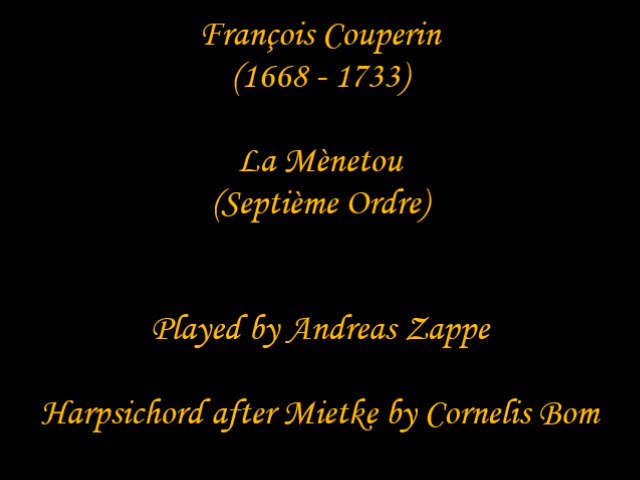 François Couperin
(1668 - 1733)
La Mènetou
(Septième Ordre)
Played by Andreas Zappe
Harpsichord after Mietke by Cornelis Bom